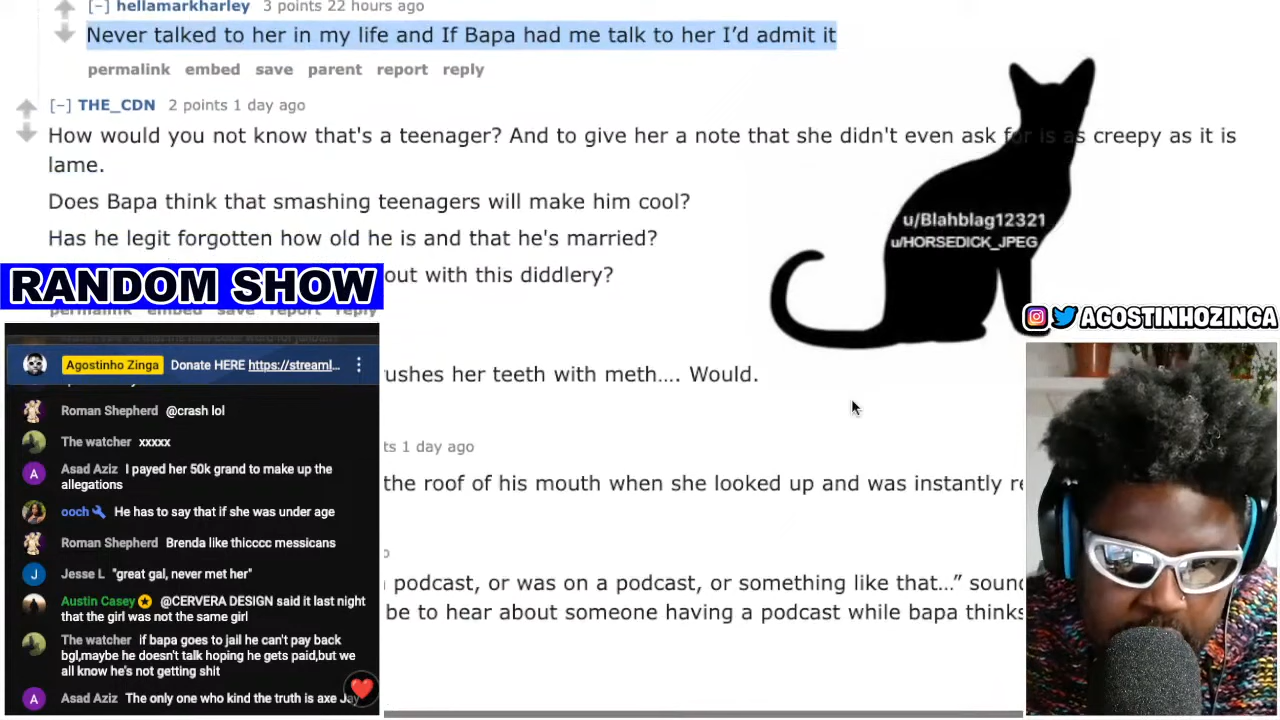 [–] hellamarkharley 3 points 22 hours ago
Never talked to her in my life and If Bapa had me talk to her I'd admit it
permalink embed save parent report reply
[–] THE_CDN 2 points 1 day ago
How would you not know that's a teenager? And to give her a note that she didn't even ask for is as creepy as it is
lame.
Does Bapa think that smashing teenagers will make him cool?
Has he legit forgotten how old he is and that he's married?
out with this diddlery?
permalink embed save report reply
ushes her teeth with meth.... Would.
ts 1 day ago
the roof of his mouth when she looked up and was instantly re
podcast, or was on a podcast, or something like that…" soun
be to hear about someone having a podcast while bapa thinks
u/Blahblag12321
u/HORSEDICK_JPEG
RANDOM SHOW
Agostinho Zinga Donate HERE https://streaml...
Roman Shepherd @crash lol
The watcher xxxxx
Asad Aziz I payed her 50k grand to make up the
allegations
ooch He has to say that if she was under age
Roman Shepherd Brenda like thicccc messicans
Jesse L "great gal, never met her"
Austin Casey @CERVERA DESIGN said it last night
that the girl was not the same girl
The watcher if bapa goes to jail he can't pay back
bgl,maybe he doesn't talk hoping he gets paid,but we
all know he's not getting shit
Asad Aziz The only one who kind the truth is axe Jay
@AGOSTINHOZINGA